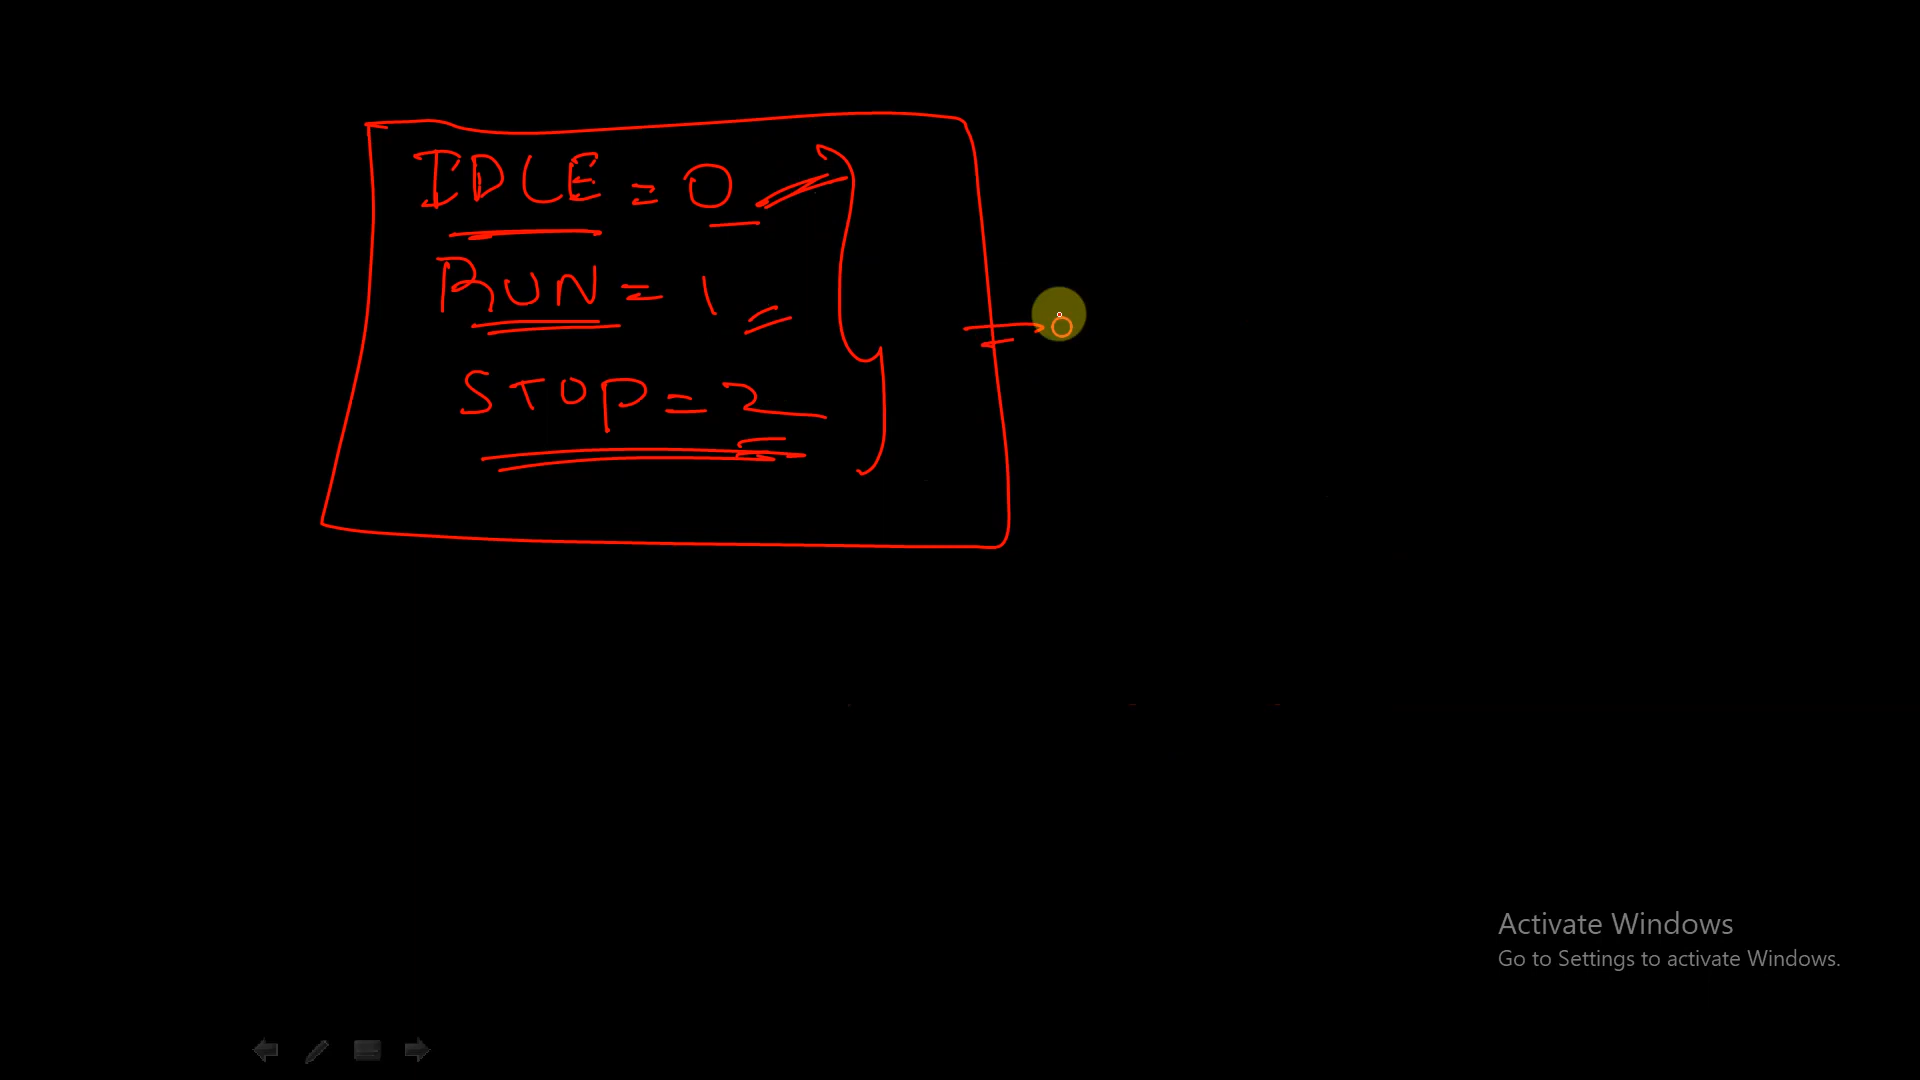 IDLE = 0
RUN = 1
STOP = 2
Activate Windows
Go to Settings to activate Windows.